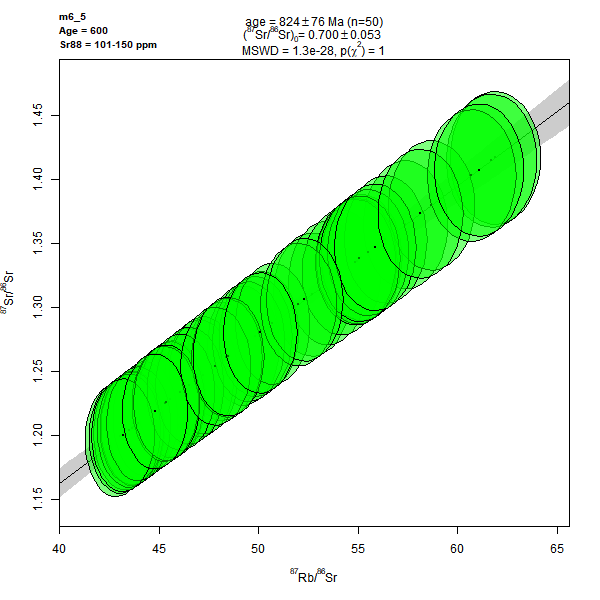 m6_5
Age = 600
Sr88 = 101-150 ppm
age = 824±76 Ma (n=50)
(⁸⁷Sr/⁸⁶Sr)₀= 0.700±0.053
MSWD = 1.3e-28, p(χ²) = 1
⁸⁷Sr/⁸⁶Sr
1.45
1.40
1.35
1.30
1.25
1.20
1.15
40 45 50 55 60 65
⁸⁷Rb/⁸⁶Sr